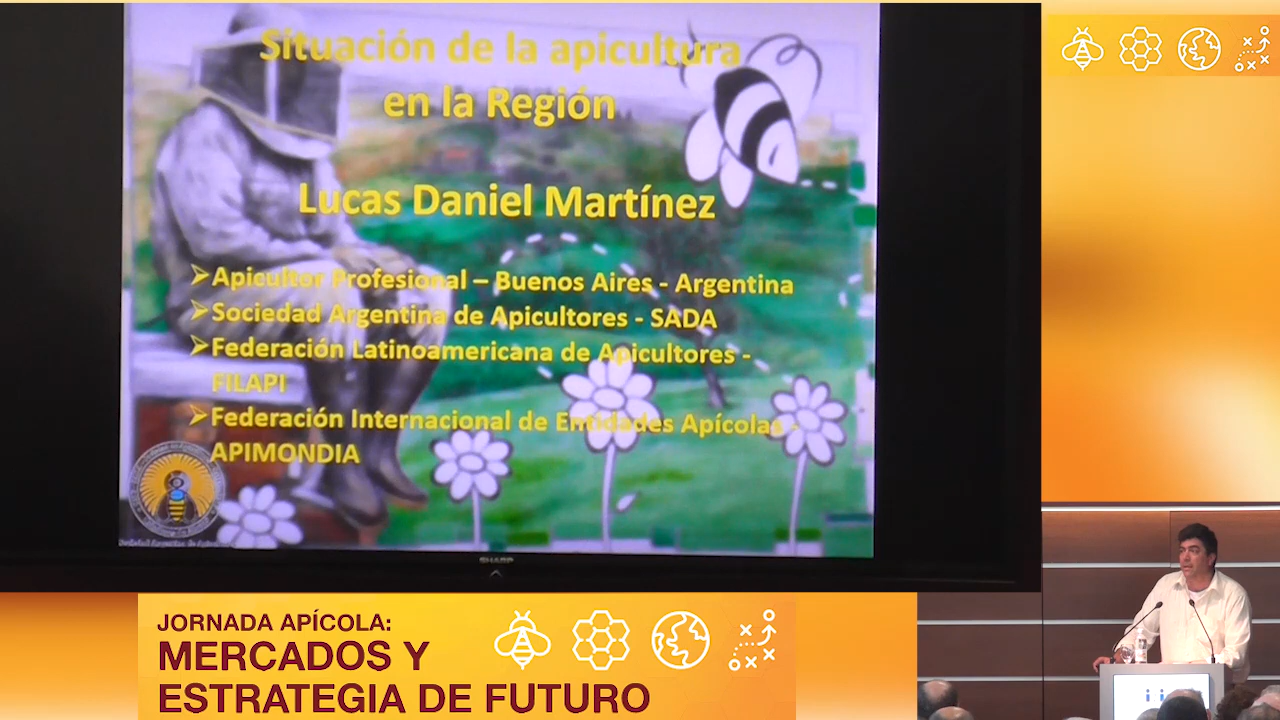 Situación de la apicultura
en la Región
Lucas Daniel Martínez
Apicultor Profesional – Buenos Aires - Argentina
Sociedad Argentina de Apicultores - SADA
Federación Latinoamericana de Apicultores -
FILAPI
Federación Internacional de Entidades Apícolas -
APIMONDIA
SHARP
JORNADA APÍCOLA:
MERCADOS Y
ESTRATEGIA DE FUTURO